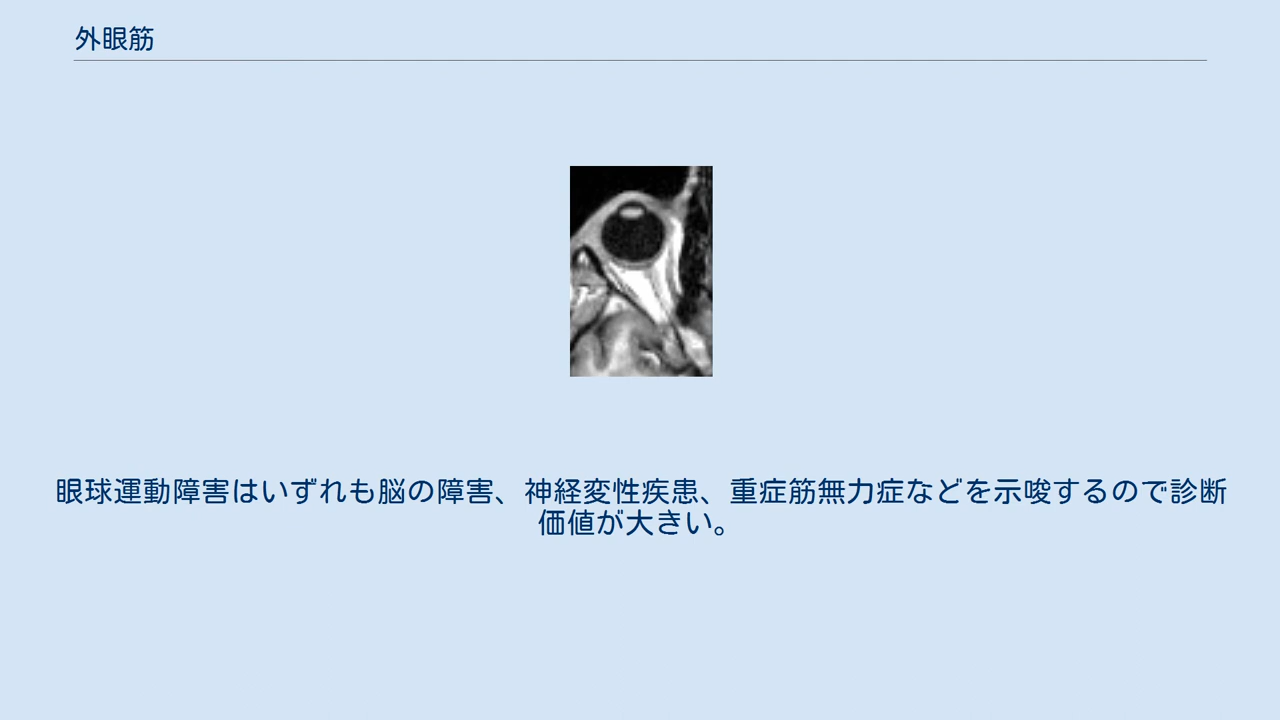 外眼筋
眼球運動障害はいずれも脳の障害、神経変性疾患、重症筋無力症などを示唆するので診断
価値が大きい。